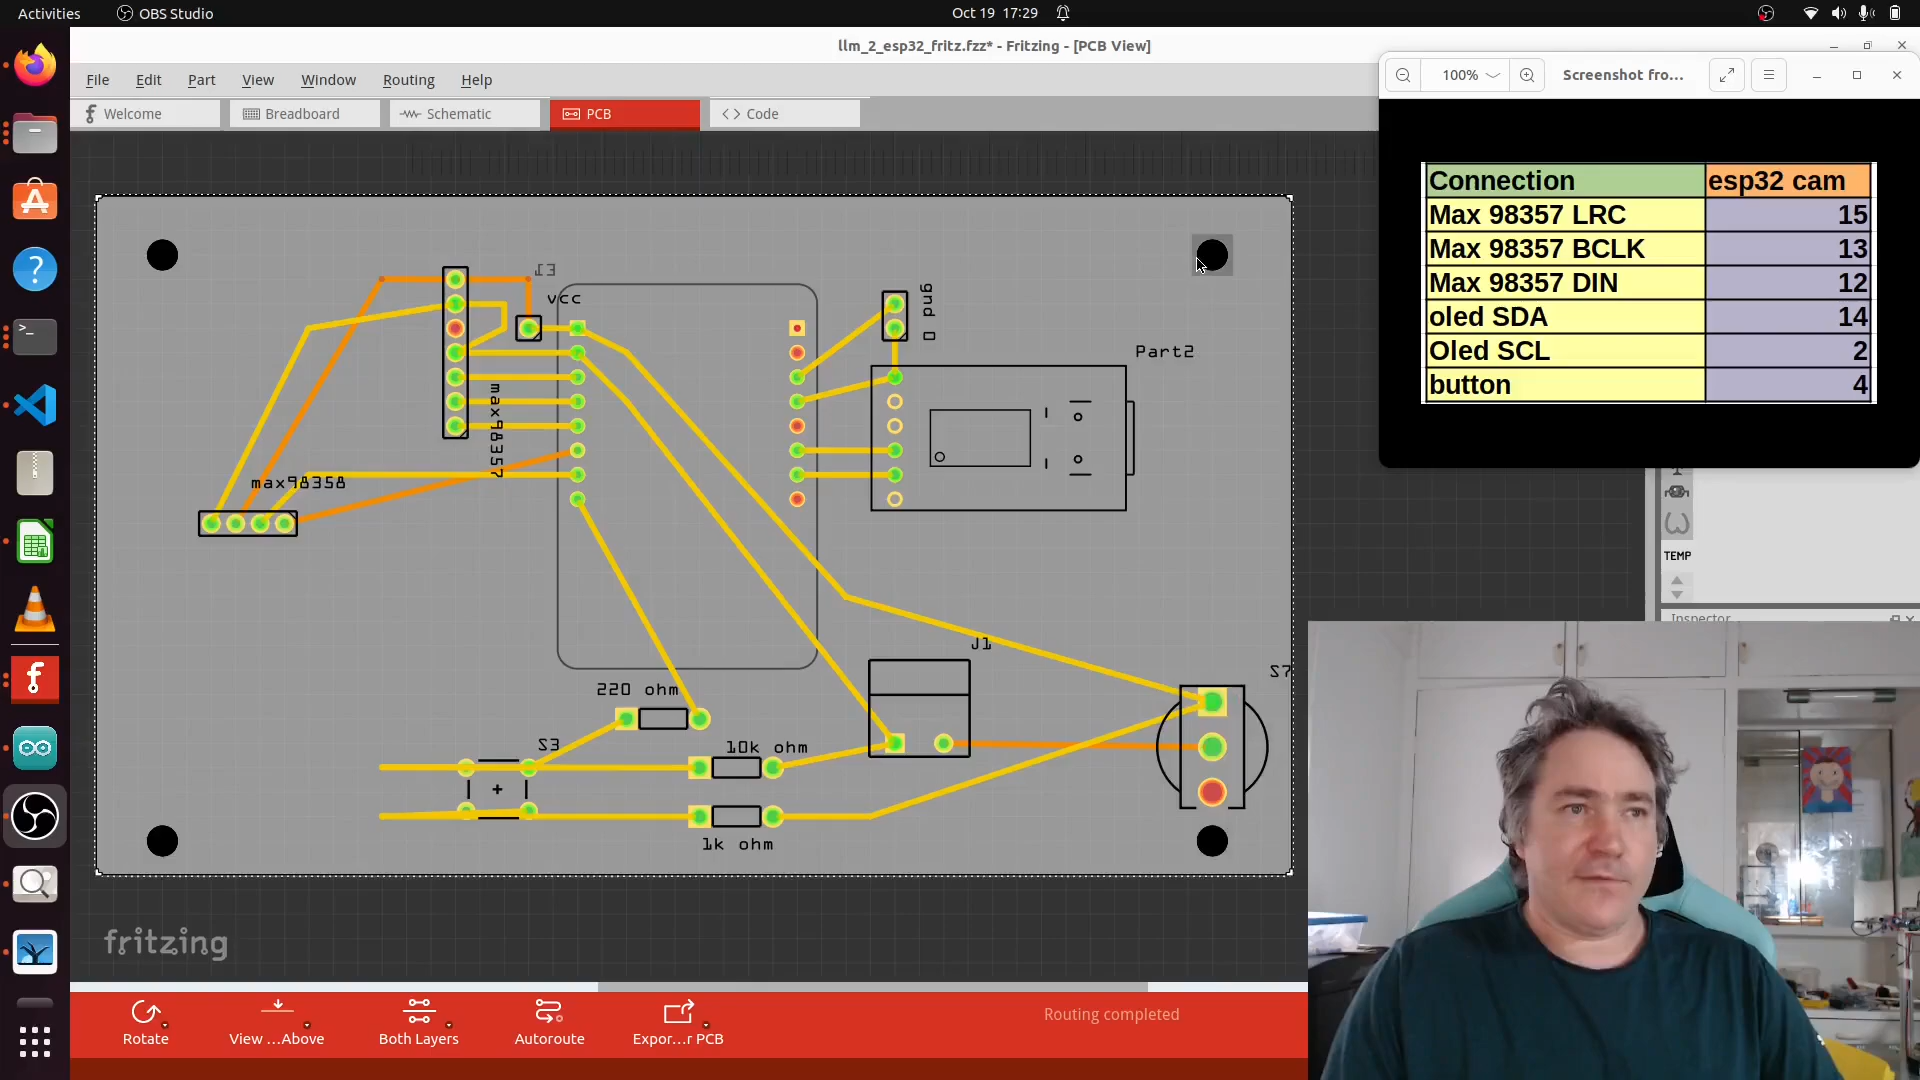 Activities
OBS Studio
Oct 19 17:29
llm_2_esp32_fritz.fzz* - Fritzing - [PCB View]
File Edit Part View Window Routing Help
Welcome
Breadboard
Schematic
PCB
Code
100%
Screenshot fro...
Connection esp32 cam
Max 98357 LRC 15
Max 98357 BCLK 13
Max 98357 DIN 12
oled SDA 14
Oled SCL 2
button 4
vcc
gnd 0
Part2
max98357
max98358
TEMP
Inspector
J1
S7
220 ohm
S3
10k ohm
1k ohm
fritzing
Rotate
View ...Above
Both Layers
Autoroute
Expor...r PCB
Routing completed